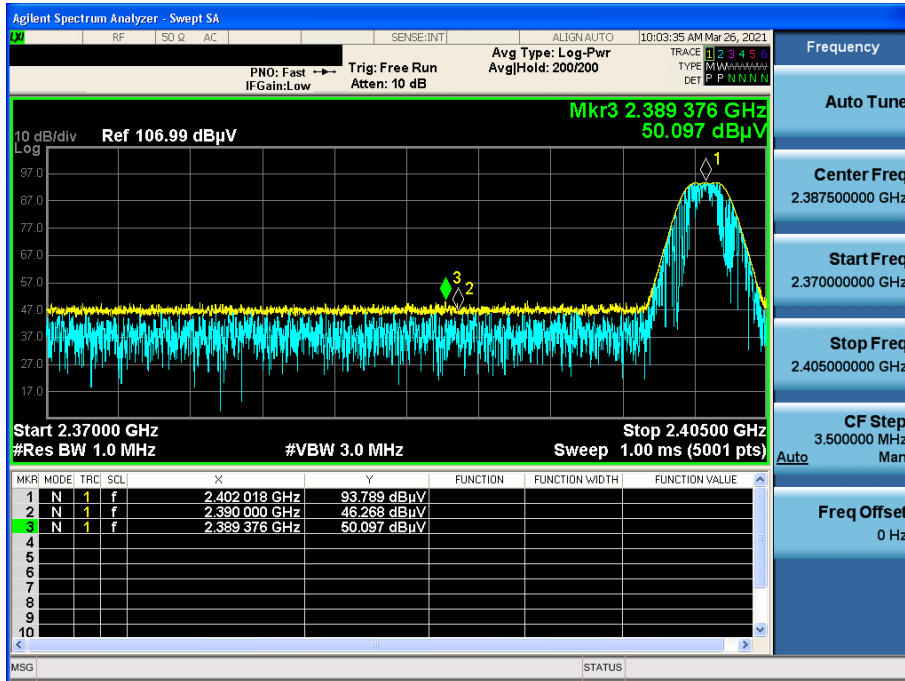 Agilent Spectrum Analyzer - Swept SA
LXI RF 50 Ω AC SENSE:INT ALIGN AUTO 10:03:35 AM Mar 26, 2021
PNO: Fast Trig: Free Run Avg Type: Log-Pwr TRACE 1 2 3 4 5 6
IFGain:Low Atten: 10 dB Avg|Hold: 200/200 TYPE M WWWWW
DET P P N N N N
Mkr3 2.389 376 GHz
50.097 dBµV
10 dB/div Ref 106.99 dBµV
Log
97.0
87.0
77.0
67.0
57.0
47.0
37.0
27.0
17.0
1
3
2
Start 2.37000 GHz Stop 2.40500 GHz
#Res BW 1.0 MHz #VBW 3.0 MHz Sweep 1.00 ms (5001 pts)
MKR MODE TRC SCL X Y FUNCTION FUNCTION WIDTH FUNCTION VALUE
1 N 1 f 2.402 018 GHz 93.789 dBµV
2 N 1 f 2.390 000 GHz 46.268 dBµV
3 N 1 f 2.389 376 GHz 50.097 dBµV
4
5
6
7
8
9
10
MSG STATUS
Frequency
Auto Tune
Center Freq
2.387500000 GHz
Start Freq
2.370000000 GHz
Stop Freq
2.405000000 GHz
CF Step
3.500000 MHz
Auto Man
Freq Offset
0 Hz